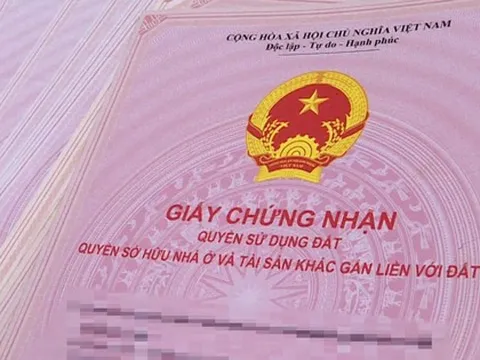 CỘNG HÒA XÃ HỘI CHỦ NGHĨA VIỆT NAM
Độc lập - Tự do - Hạnh phúc
GIẤY CHỨNG NHẬN
QUYỀN SỬ DỤNG ĐẤT
QUYỀN SỞ HỮU NHÀ Ở VÀ TÀI SẢN KHÁC GẮN LIỀN VỚI ĐẤT